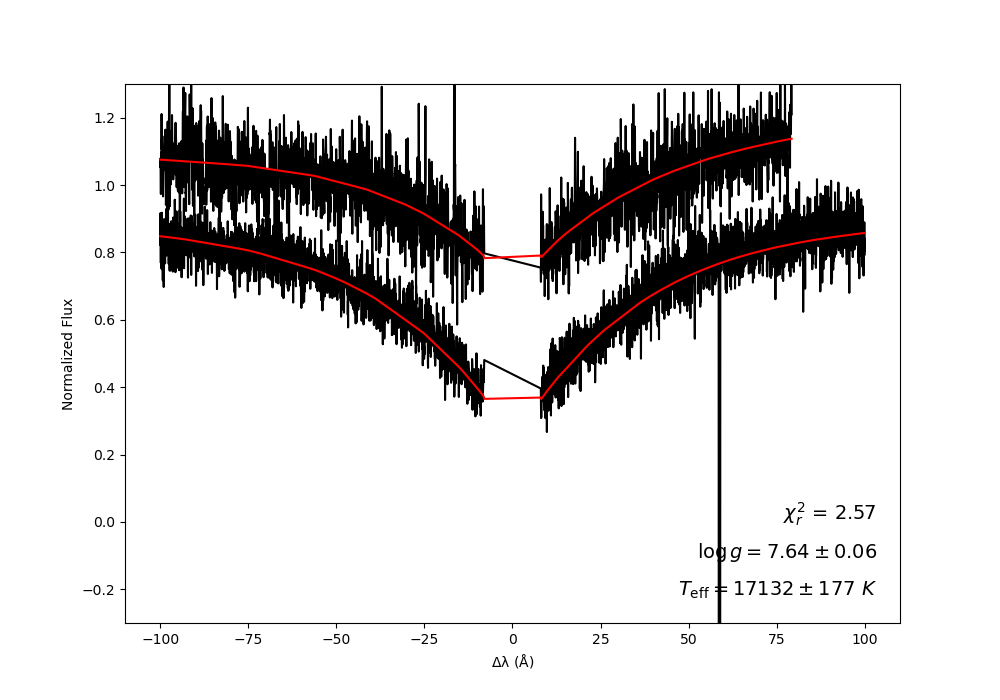 1.2
1.0
0.8
0.6
0.4
0.2
0.0
−0.2
Normalized Flux
χ²ᵣ = 2.57
log g = 7.64 ± 0.06
T_eff = 17132 ± 177 K
−100 −75 −50 −25 0 25 50 75 100
Δλ (Å)